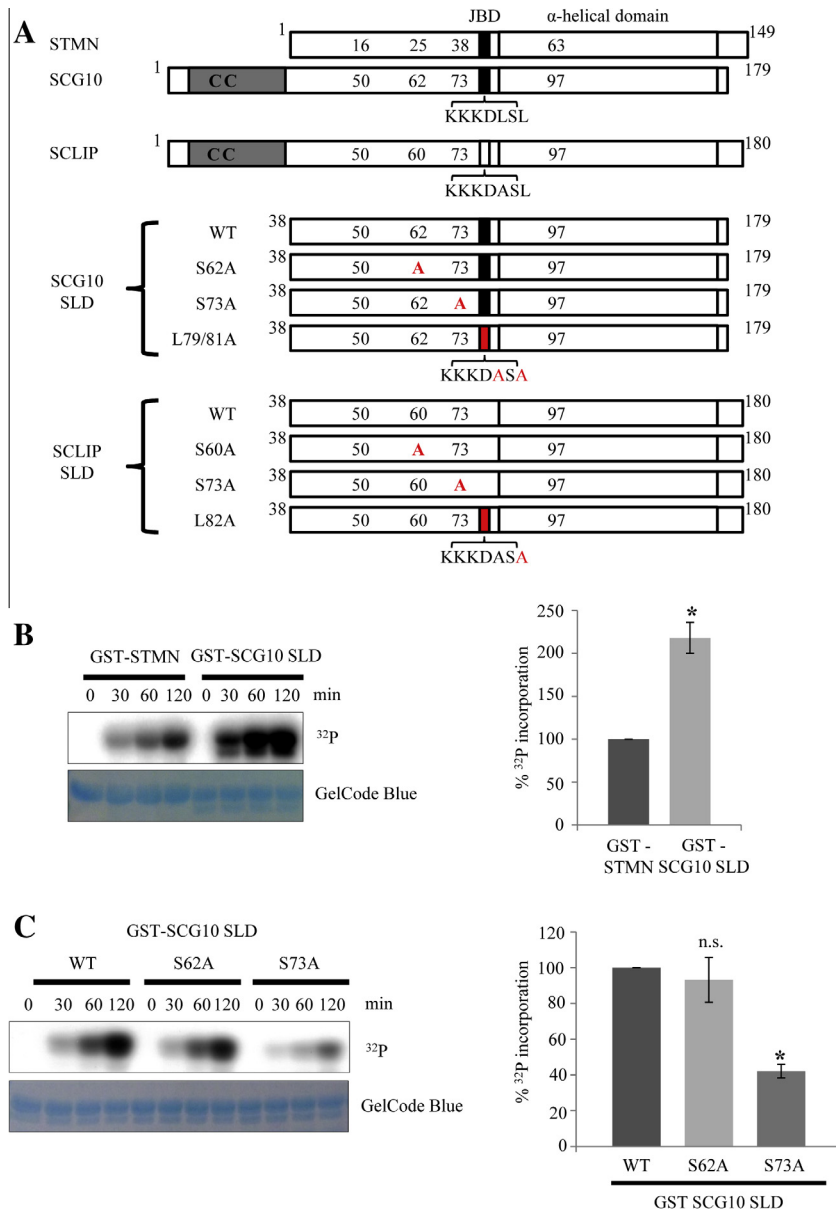 A
JBD α-helical domain
STMN 1 16 25 38 63 149
SCG10 1 CC 50 62 73 97 179
KKKDLSL
SCLIP 1 CC 50 60 73 97 180
KKKDASL
SCG10 SLD
WT 38 50 62 73 97 179
S62A 38 50 A 73 97 179
S73A 38 50 62 A 97 179
L79/81A 38 50 62 73 97 179
KKKDASA
SCLIP SLD
WT 38 50 60 73 97 180
S60A 38 50 A 73 97 180
S73A 38 50 60 A 97 180
L82A 38 50 60 73 97 180
KKKDASA
B
GST-STMN GST-SCG10 SLD
0 30 60 120 0 30 60 120 min
³²P
GelCode Blue
% ³²P incorporation
250
200
150
100
50
0
*
GST - STMN
GST - SCG10 SLD
C
GST-SCG10 SLD
WT S62A S73A
0 30 60 120 0 30 60 120 0 30 60 120 min
³²P
GelCode Blue
% ³²P incorporation
120
100
80
60
40
20
0
n.s.
*
WT S62A S73A
GST SCG10 SLD